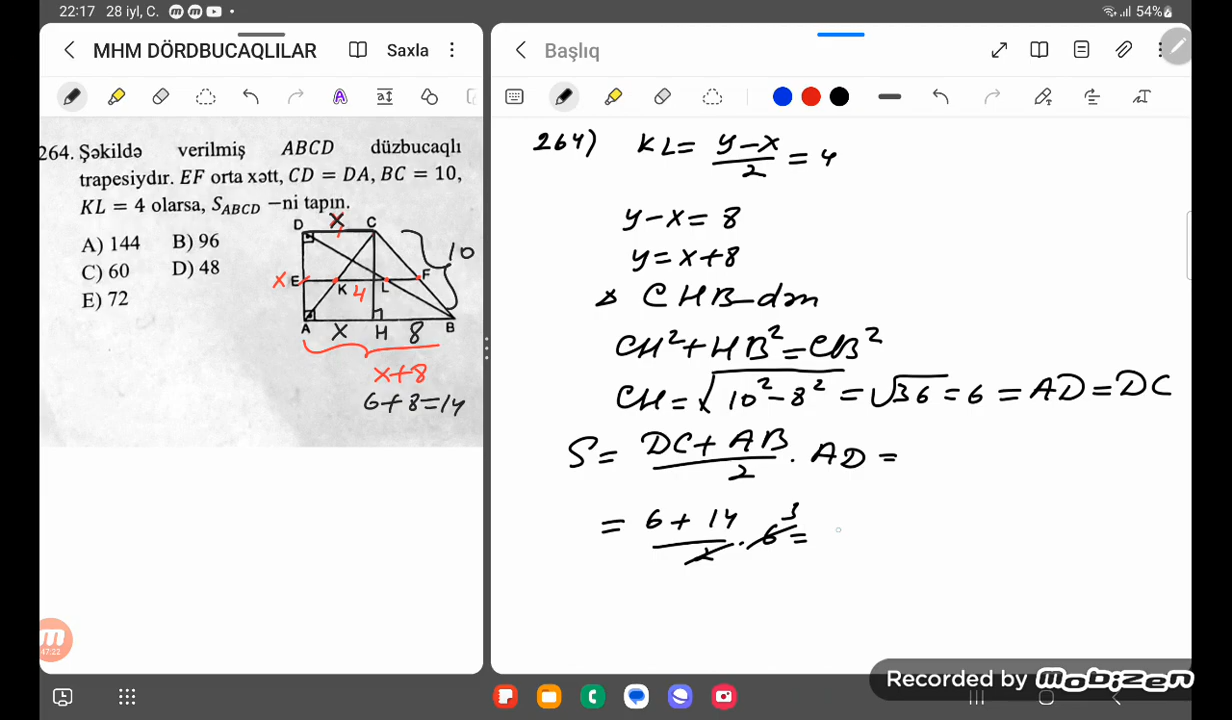 22:17 28 iyl, C. 54%
MHM DÖRDBUCAQLILAR Saxla
Başlıq
264. Şəkildə verilmiş ABCD düzbucaqlı
trapesiydır. EF orta xətt, CD = DA, BC = 10,
KL = 4 olarsa, S_ABCD –ni tapın.
A) 144 B) 96
C) 60 D) 48
E) 72
D x C
10
x E K 4 L F
A x H 8 B
x+8
6+8=14
264) KL = (y-x)/2 = 4
y-x = 8
y = x+8
△ CHB-dən
CH²+HB²=CB²
CH = √(10²-8²) = √36 = 6 = AD = DC
S = (DC+AB)/2 · AD =
= (6+14)/2 · 6 3 =
47:22
Recorded by mobizen